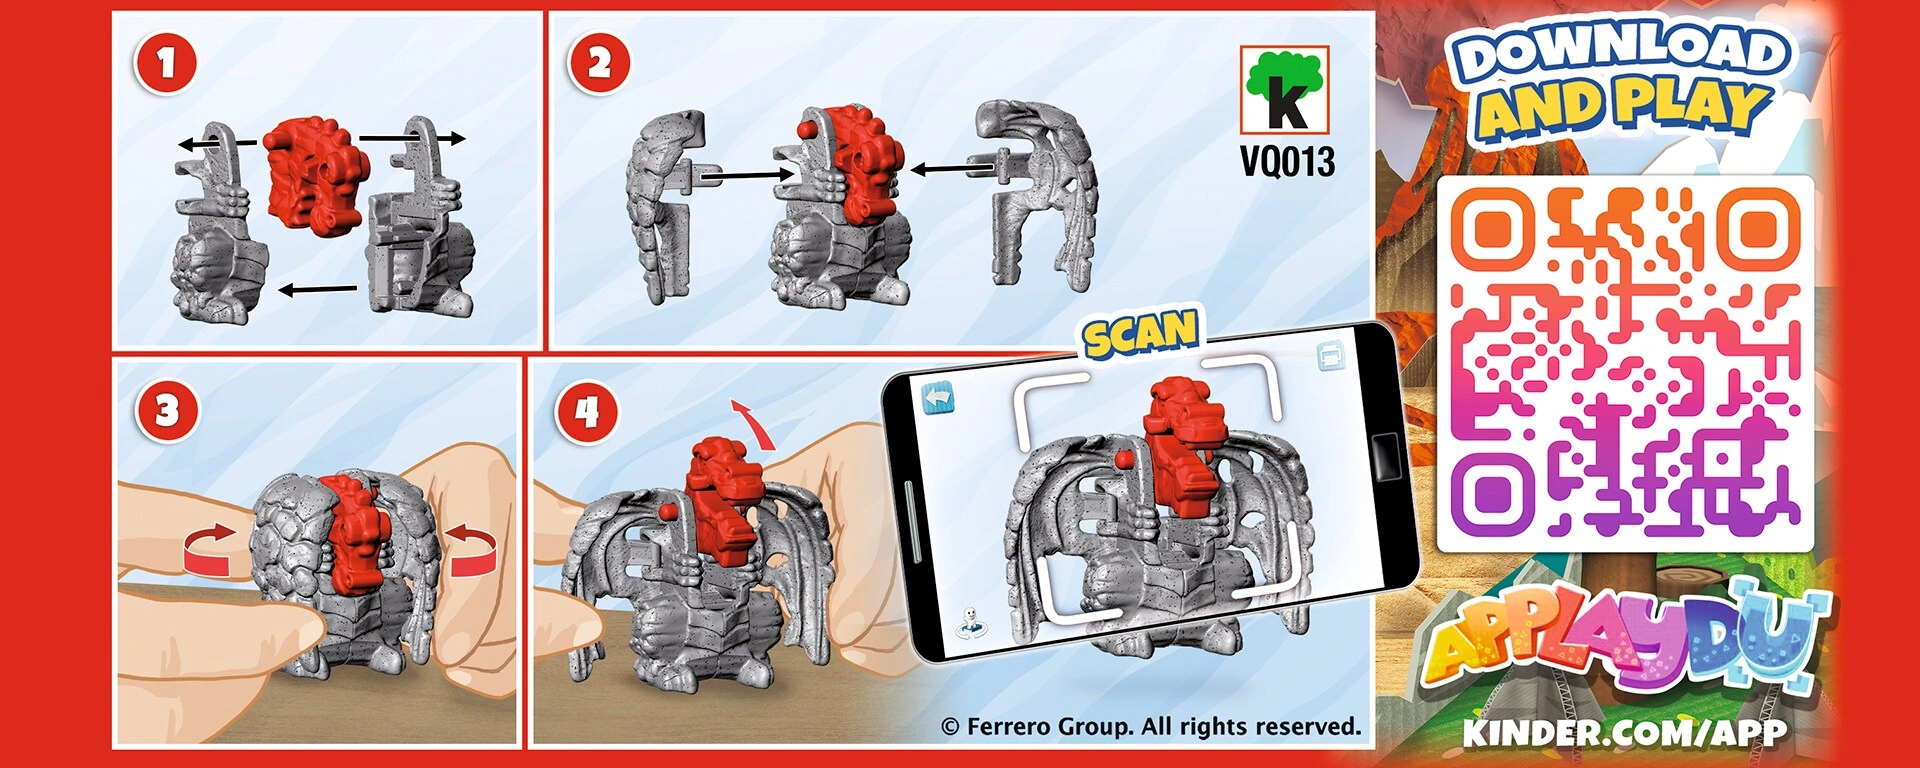 1
2
k
VQ013
3
4
SCAN
© Ferrero Group. All rights reserved.
DOWNLOAD
AND PLAY
APPLAYDU
KINDER.COM/APP